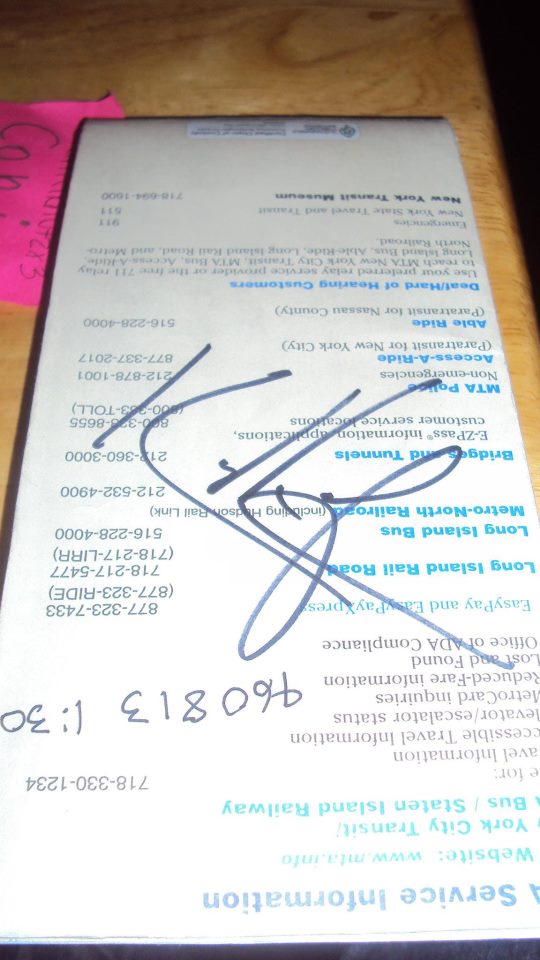 Service Information
Website: www.mta.info
York City Transit/
Bus / Staten Island Railway
718-330-1234
for:
Travel Information
Accessible Travel Information
Elevator/escalator status
MetroCard inquiries
Reduced-Fare Information
Lost and Found
Office of ADA Compliance
960813 1:30
EasyPay and EasyPayXpress 877-323-7433
(877-323-RIDE)
Long Island Rail Road 718-217-5477
(718-217-LIRR)
Long Island Bus 516-228-4000
Metro-North Railroad (including Hudson Rail Link)
212-532-4900
Bridges and Tunnels 212-360-3000
E-ZPass® information, applications,
customer service locations 800-333-8655
(800-333-TOLL)
MTA Police
Non-emergencies 212-878-1001
Access-A-Ride 877-337-2017
(Paratransit for New York City)
Able Ride 516-228-4000
(Paratransit for Nassau County)
Deaf/Hard of Hearing Customers
Use your preferred relay service provider or the free 711 relay
to reach MTA New York City Transit, MTA Bus, Access-A-Ride,
Long Island Bus, Able-Ride, Long Island Rail Road, and Metro-
North Railroad.
Emergencies 911
New York State Travel and Transit 511
New York Transit Museum 718-694-1600